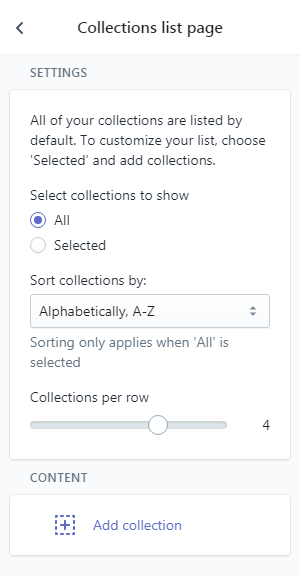 Collections list page
SETTINGS
All of your collections are listed by
default. To customize your list, choose
'Selected' and add collections.
Select collections to show
All
Selected
Sort collections by:
Alphabetically, A-Z
Sorting only applies when 'All' is
selected
Collections per row
4
CONTENT
Add collection